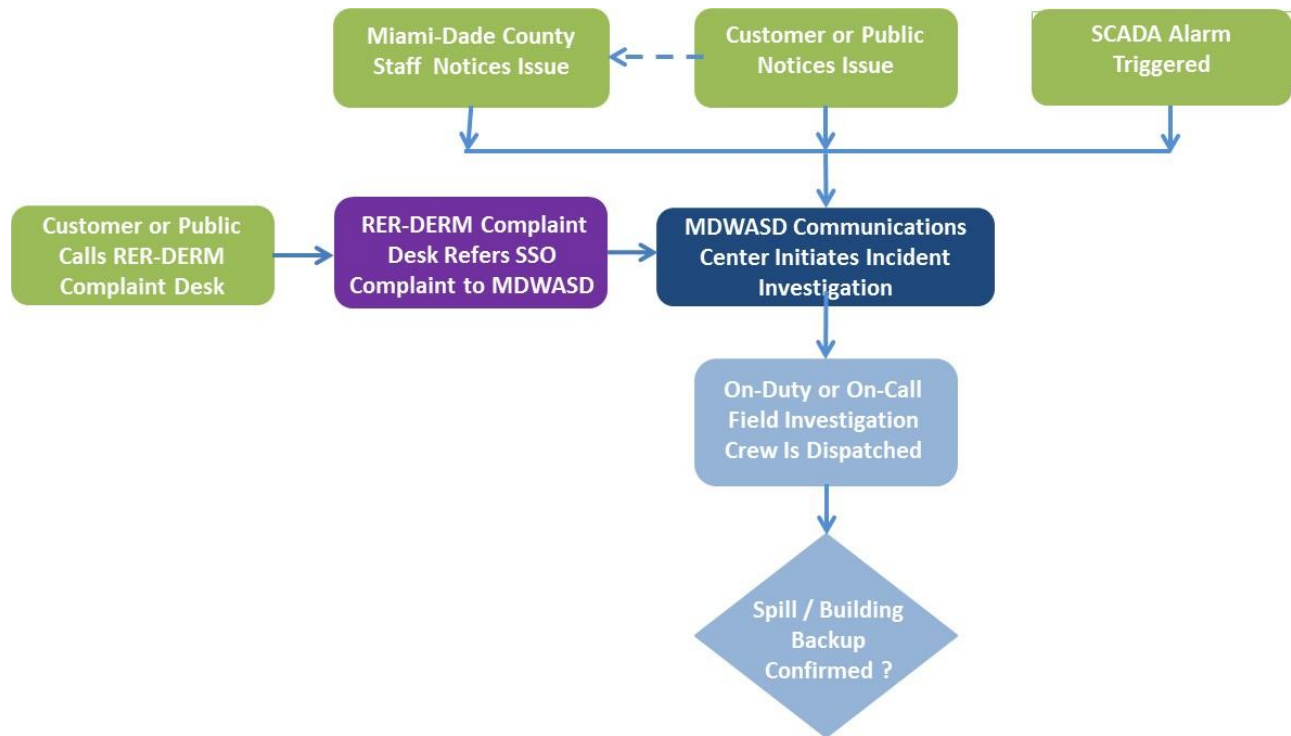 Miami-Dade County
Staff Notices Issue
Customer or Public
Notices Issue
SCADA Alarm
Triggered
Customer or Public
Calls RER-DERM
Complaint Desk
RER-DERM Complaint
Desk Refers SSO
Complaint to MDWASD
MDWASD Communications
Center Initiates Incident
Investigation
On-Duty or On-Call
Field Investigation
Crew Is Dispatched
Spill / Building
Backup
Confirmed ?